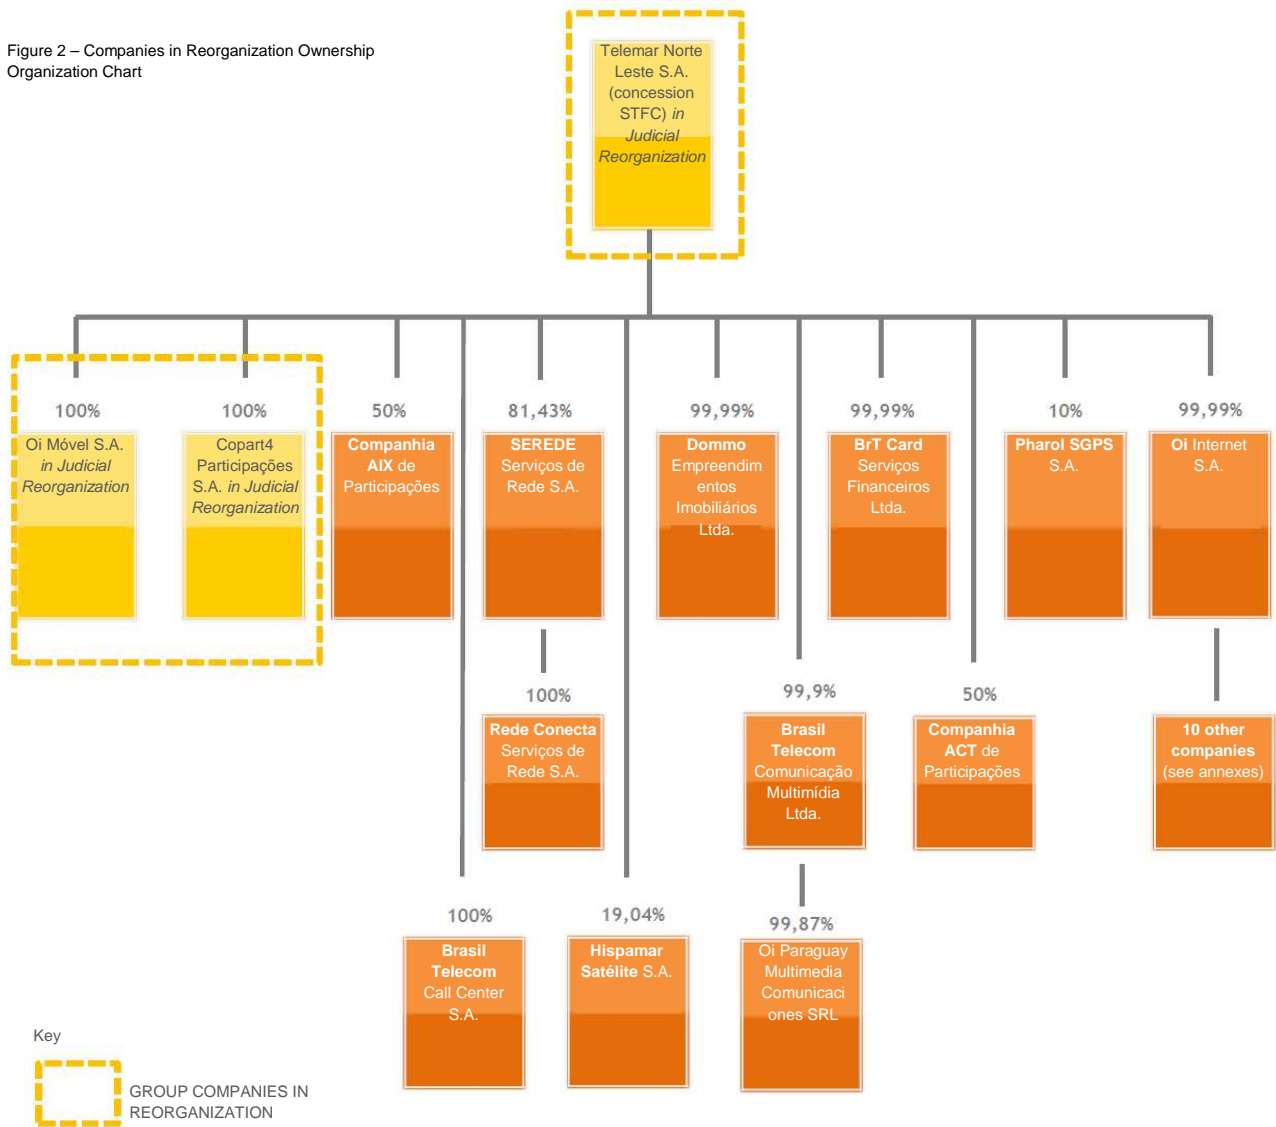 Figure 2 – Companies in Reorganization Ownership
Organization Chart
Telemar Norte
Leste S.A.
(concession
STFC) in
Judicial
Reorganization
100%
Oi Móvel S.A.
in Judicial
Reorganization
100%
Copart4
Participações
S.A. in Judicial
Reorganization
50%
Companhia
AIX de
Participações
81,43%
SEREDE
Serviços de
Rede S.A.
99,99%
Dommo
Empreendim
entos
Imobiliários
Ltda.
99,99%
BrT Card
Serviços
Financeiros
Ltda.
10%
Pharol SGPS
S.A.
99,99%
Oi Internet
S.A.
100%
Rede Conecta
Serviços de
Rede S.A.
99,9%
Brasil
Telecom
Comunicação
Multimídia
Ltda.
50%
Companhia
ACT de
Participações
10 other
companies
(see annexes)
100%
Brasil
Telecom
Call Center
S.A.
19,04%
Hispamar
Satélite S.A.
99,87%
Oi Paraguay
Multimedia
Comunicaci
ones SRL
Key
GROUP COMPANIES IN
REORGANIZATION